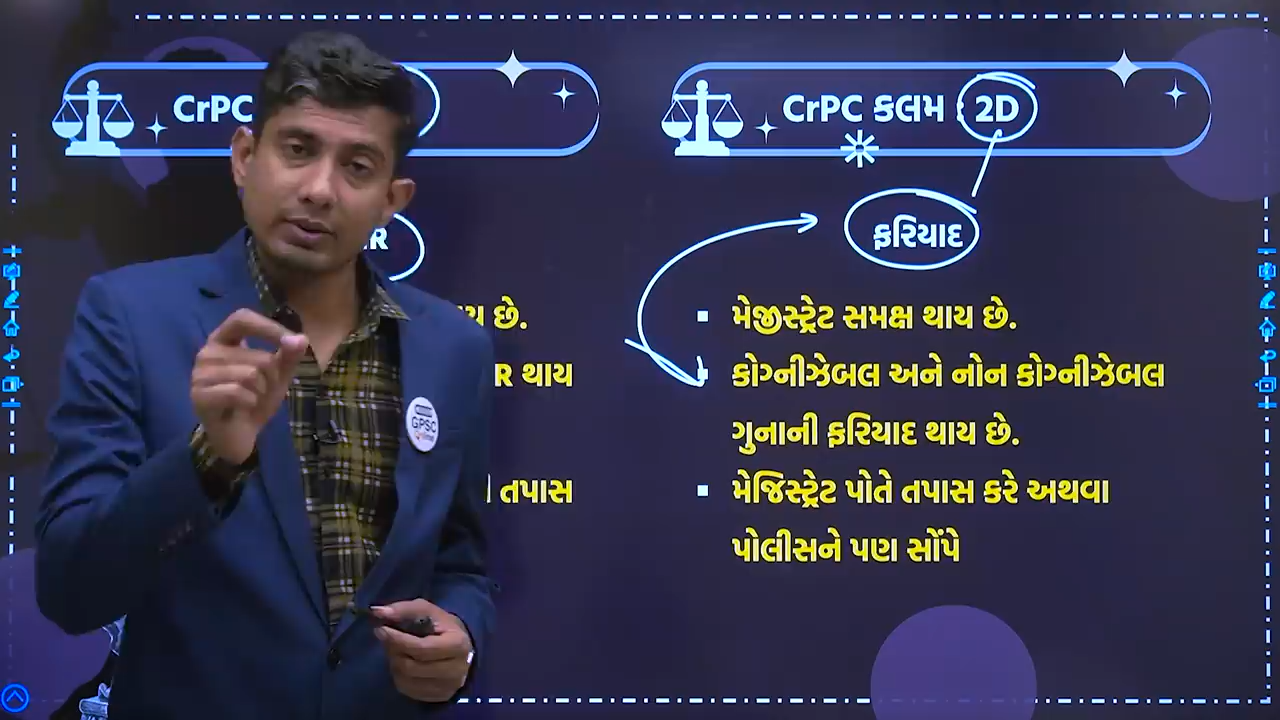 CrPC
R
ય છે.
R થાય
તપાસ
GPSC
CrPC કલમ : 2D
ફરિયાદ
▪ મેજીસ્ટ્રેટ સમક્ષ થાય છે.
▪ કોગ્નીઝેબલ અને નોન કોગ્નીઝેબલ
ગુનાની ફરિયાદ થાય છે.
▪ મેજિસ્ટ્રેટ પોતે તપાસ કરે અથવા
પોલીસને પણ સોંપે